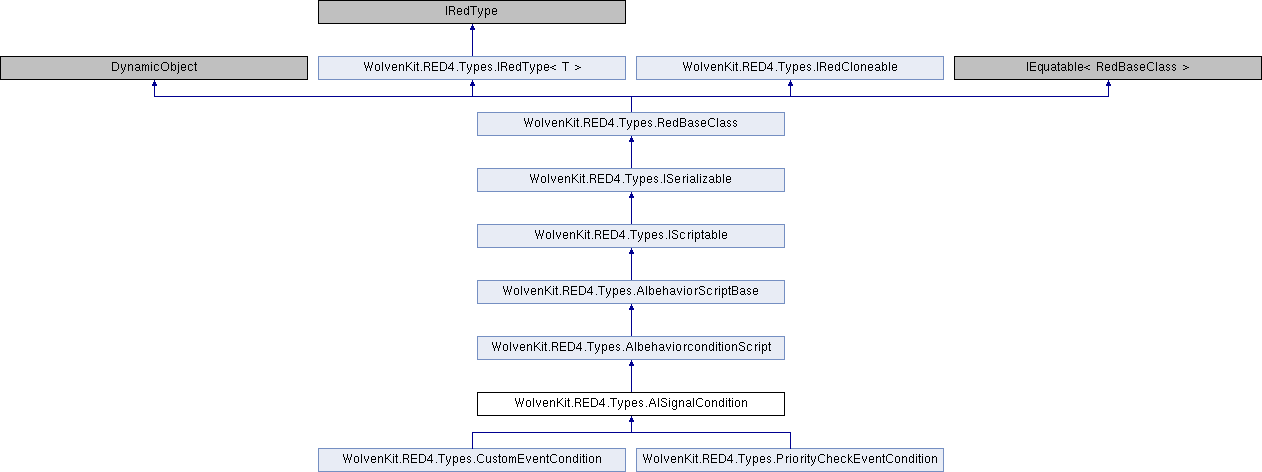 IRedType
DynamicObject
WolvenKit.RED4.Types.IRedType< T >
WolvenKit.RED4.Types.IRedCloneable
IEquatable< RedBaseClass >
WolvenKit.RED4.Types.RedBaseClass
WolvenKit.RED4.Types.ISerializable
WolvenKit.RED4.Types.IScriptable
WolvenKit.RED4.Types.AIbehaviorScriptBase
WolvenKit.RED4.Types.AIbehaviorconditionScript
WolvenKit.RED4.Types.AISignalCondition
WolvenKit.RED4.Types.CustomEventCondition
WolvenKit.RED4.Types.PriorityCheckEventCondition